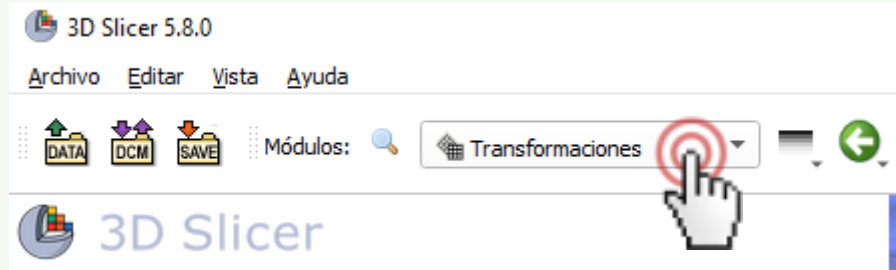 3D Slicer 5.8.0
Archivo Editar Vista Ayuda
DATA DCM SAVE Módulos: Transformaciones
3D Slicer